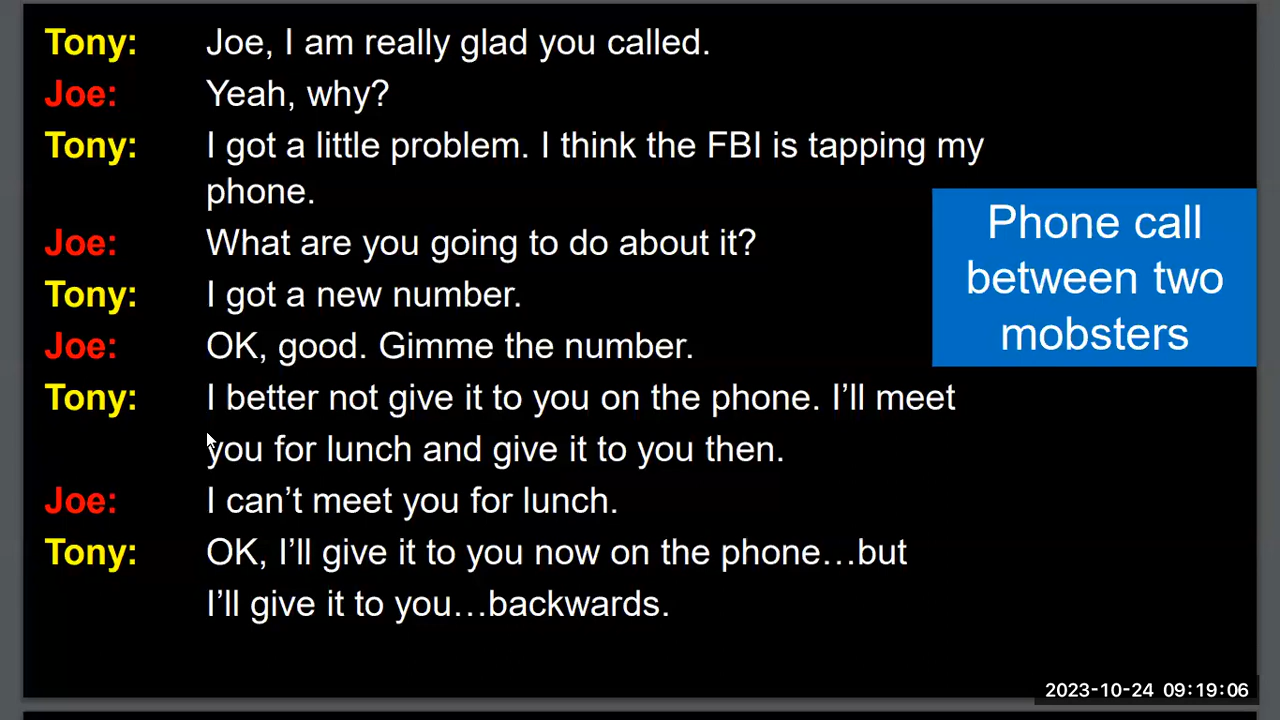 Tony: Joe, I am really glad you called.
Joe: Yeah, why?
Tony: I got a little problem. I think the FBI is tapping my
phone.
Joe: What are you going to do about it?
Tony: I got a new number.
Joe: OK, good. Gimme the number.
Tony: I better not give it to you on the phone. I’ll meet
you for lunch and give it to you then.
Joe: I can’t meet you for lunch.
Tony: OK, I’ll give it to you now on the phone…but
I’ll give it to you…backwards.
Phone call
between two
mobsters
2023-10-24 09:19:06